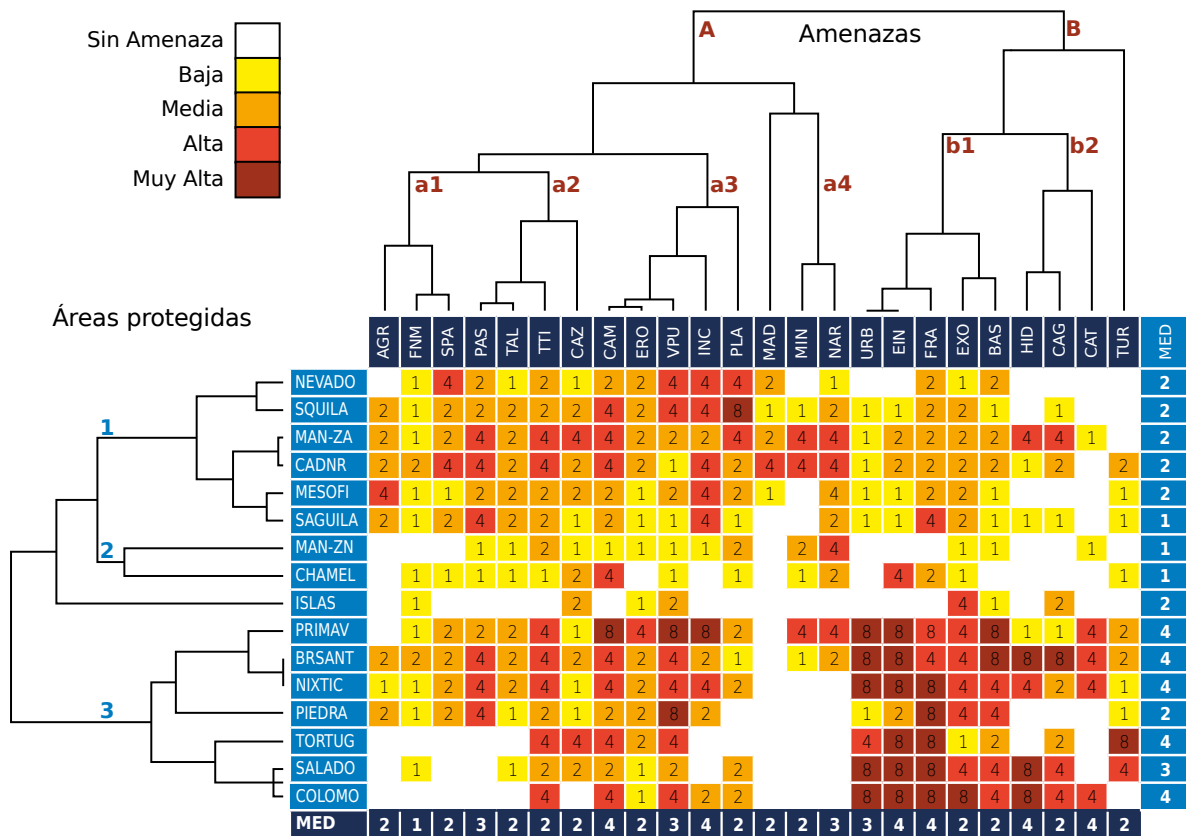 Sin Amenaza
Baja
Media
Alta
Muy Alta
Amenazas
A
B
a1
a2
a3
a4
b1
b2
Áreas protegidas
1
2
3
AGR FNM SPA PAS TAL TTI CAZ CAM ERO VPU INC PLA MAD MIN NAR URB EIN FRA EXO BAS HID CAG CAT TUR MED
NEVADO 1 4 2 1 2 1 2 2 4 4 4 2 1 2 1 2 2
SQUILA 2 1 2 2 2 2 2 4 2 4 4 8 1 1 2 1 1 2 2 1 1 2
MAN-ZA 2 1 2 4 2 4 4 4 2 2 2 4 2 4 4 1 2 2 2 2 4 4 1 2
CADNR 2 2 4 4 2 4 2 4 2 1 4 2 4 4 4 1 2 2 2 2 1 2 2 2
MESOFI 4 1 1 2 2 2 2 2 1 2 4 2 1 4 1 1 2 2 1 1 2
SAGUILA 2 1 2 4 2 2 1 2 1 1 4 1 2 1 1 4 2 1 1 1 1 1
MAN-ZN 1 1 2 1 1 1 1 1 2 2 4 1 1 1 1
CHAMEL 1 1 1 1 1 2 4 1 1 1 2 4 2 1 1 1
ISLAS 1 2 1 2 4 1 2 2
PRIMAV 1 2 2 2 4 1 8 4 8 8 2 4 4 8 8 8 4 8 1 1 4 2 4
BRSANT 2 2 2 4 2 4 2 4 2 4 2 1 1 2 8 8 4 4 8 8 8 4 2 4
NIXTIC 1 1 2 4 2 4 1 4 2 4 4 2 8 8 8 4 4 4 2 4 1 4
PIEDRA 2 1 2 4 1 2 1 2 2 8 2 1 2 8 4 4 1 2
TORTUG 4 4 4 2 4 4 8 8 1 2 2 8 4
SALADO 1 1 2 2 2 1 2 2 8 8 8 4 4 8 4 4 3
COLOMO 4 4 1 4 2 2 8 8 8 8 4 8 4 4 4
MED 2 1 2 3 2 2 2 4 2 3 4 2 2 2 3 3 4 4 2 2 4 2 4 2